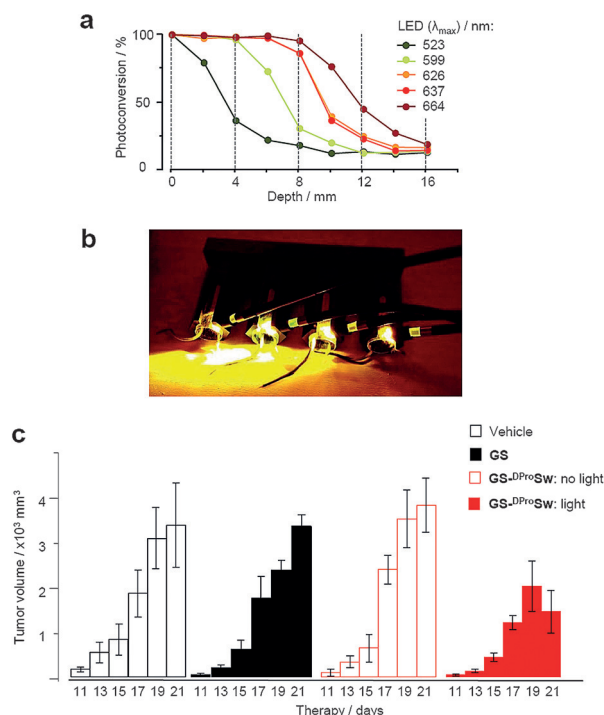 a
LED (λmax) / nm:
523
599
626
637
664
Photoconversion / %
100
50
0
0 4 8 12 16
Depth / mm
b
c
Vehicle
GS
GS-DProSw: no light
GS-DProSw: light
Tumor volume / x10³ mm³
4
3
2
1
11 13 15 17 19 21 11 13 15 17 19 21 11 13 15 17 19 21 11 13 15 17 19 21
Therapy / days